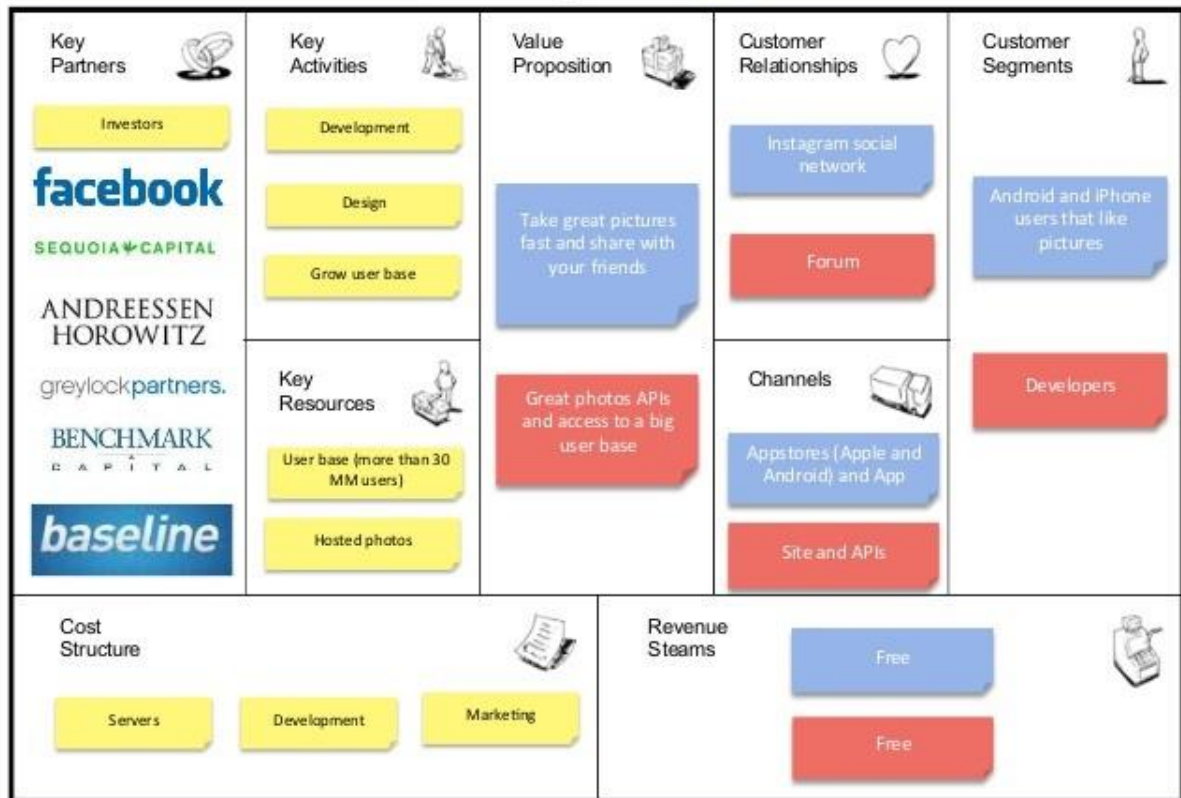 Key
Partners
Investors
facebook
SEQUOIA CAPITAL
ANDREESSEN
HOROWITZ
greylockpartners.
BENCHMARK
CAPITAL
baseline
Key
Activities
Development
Design
Grow user base
Key
Resources
User base (more than 30
MM users)
Hosted photos
Value
Proposition
Take great pictures
fast and share with
your friends
Great photos APIs
and access to a big
user base
Customer
Relationships
Instagram social
network
Forum
Channels
Appstores (Apple and
Android) and App
Site and APIs
Customer
Segments
Android and iPhone
users that like
pictures
Developers
Cost
Structure
Servers
Development
Marketing
Revenue
Steams
Free
Free